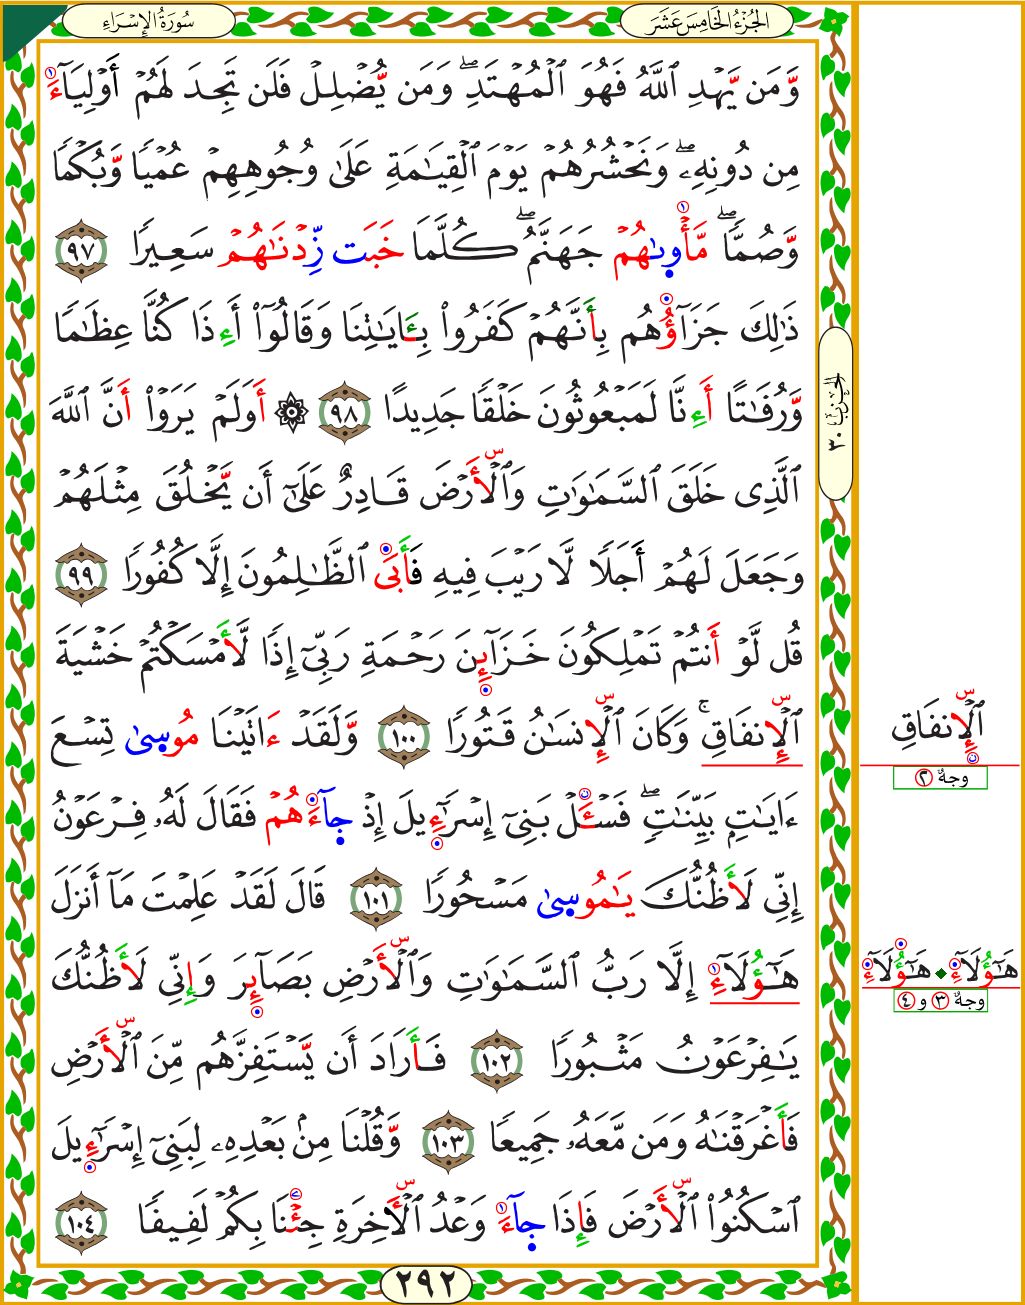 سُورَةُ الإِسْرَاءِ
الجُزْءُ الخَامِسَ عَشَرَ
وَّمَن يَّهْدِ ٱللَّهُ فَهُوَ ٱلْمُهْتَدِۖ وَمَن يُّضْلِلْ فَلَن تَجِدَ لَهُمْ أَوْلِيَآءَ
مِن دُونِهِۦۖ وَنَحْشُرُهُمْ يَوْمَ ٱلْقِيَٰمَةِ عَلَىٰ وُجُوهِهِمْ عُمْيًا وَّبُكْمًا
وَّصُمًّاۖ مَّأْوِىٰهُمْ جَهَنَّمُۖ كُلَّمَا خَبَت زِّدْنَٰهُمْ سَعِيرًا ٩٧
ذَٰلِكَ جَزَآؤُهُم بِأَنَّهُمْ كَفَرُوا۟ بِـَٔايَٰتِنَا وَقَالُوٓا۟ أَءِذَا كُنَّا عِظَٰمًا
وَّرُفَٰتًا أَءِنَّا لَمَبْعُوثُونَ خَلْقًا جَدِيدًا ٩٨ ۞ أَوَلَمْ يَرَوْا۟ أَنَّ ٱللَّهَ
ٱلَّذِى خَلَقَ ٱلسَّمَٰوَٰتِ وَٱلْأَرْضَ قَادِرٌ عَلَىٰٓ أَن يَّخْلُقَ مِثْلَهُمْ
وَجَعَلَ لَهُمْ أَجَلًا لَّا رَيْبَ فِيهِ فَأَبَى ٱلظَّٰلِمُونَ إِلَّا كُفُورًا ٩٩
قُل لَّوْ أَنتُمْ تَمْلِكُونَ خَزَآئِنَ رَحْمَةِ رَبِّىٓ إِذًا لَّأَمْسَكْتُمْ خَشْيَةَ
ٱلْإِنفَاقِۚ وَكَانَ ٱلْإِنسَٰنُ قَتُورًا ١٠٠ وَّلَقَدْ ءَاتَيْنَا مُوسِىٰ تِسْعَ
ءَايَٰتٍۭ بَيِّنَٰتٍۖ فَسْـَٔلْ بَنِىٓ إِسْرَٰٓءِيلَ إِذْ جِآءَهُمْ فَقَالَ لَهُۥ فِرْعَوْنُ
إِنِّى لَأَظُنُّكَ يَٰمُوسِىٰ مَسْحُورًا ١٠١ قَالَ لَقَدْ عَلِمْتَ مَآ أَنزَلَ
هَٰٓؤُلَآءِ إِلَّا رَبُّ ٱلسَّمَٰوَٰتِ وَٱلْأَرْضِ بَصَآئِرَ وَإِنِّى لَأَظُنُّكَ
يَٰفِرْعَوْنُ مَثْبُورًا ١٠٢ فَأَرَادَ أَن يَّسْتَفِزَّهُم مِّنَ ٱلْأَرْضِ
فَأَغْرَقْنَٰهُ وَمَن مَّعَهُۥ جَمِيعًا ١٠٣ وَّقُلْنَا مِنۢ بَعْدِهِۦ لِبَنِىٓ إِسْرَٰٓءِيلَ
ٱسْكُنُوا۟ ٱلْأَرْضَ فَإِذَا جِآءَ وَعْدُ ٱلْأَخِرَةِ جِئْنَا بِكُمْ لَفِيفًا ١٠٤
٢٩٢
الحزب ٣٠
ٱلْإِنفَاقِ
وجهٌ ٢
هَٰٓؤُلَآءِ ۞ هَٰٓؤُلَآءِ
وجهٌ ٣ و ٤